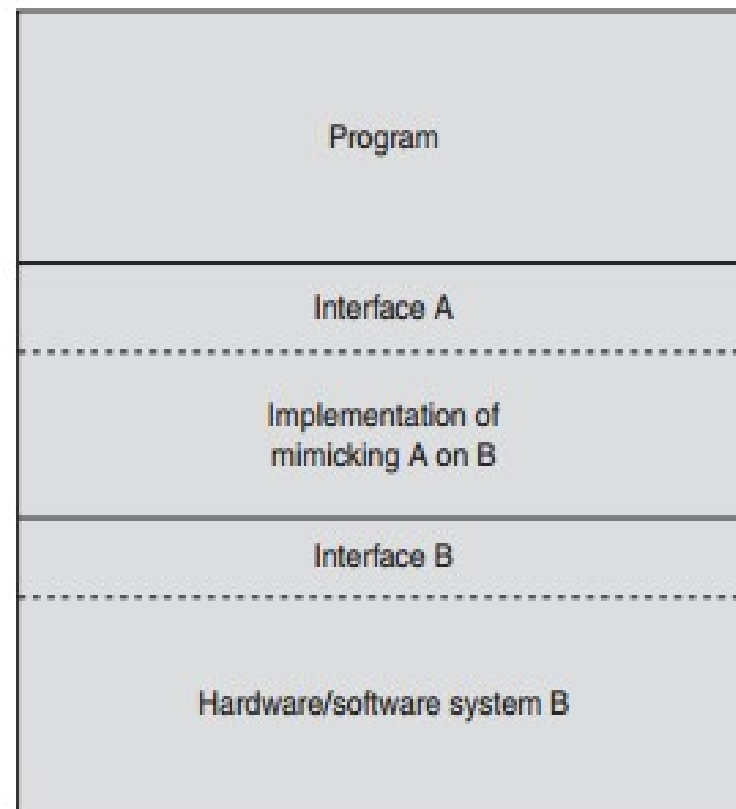 Program
Interface A
Implementation of
mimicking A on B
Interface B
Hardware/software system B